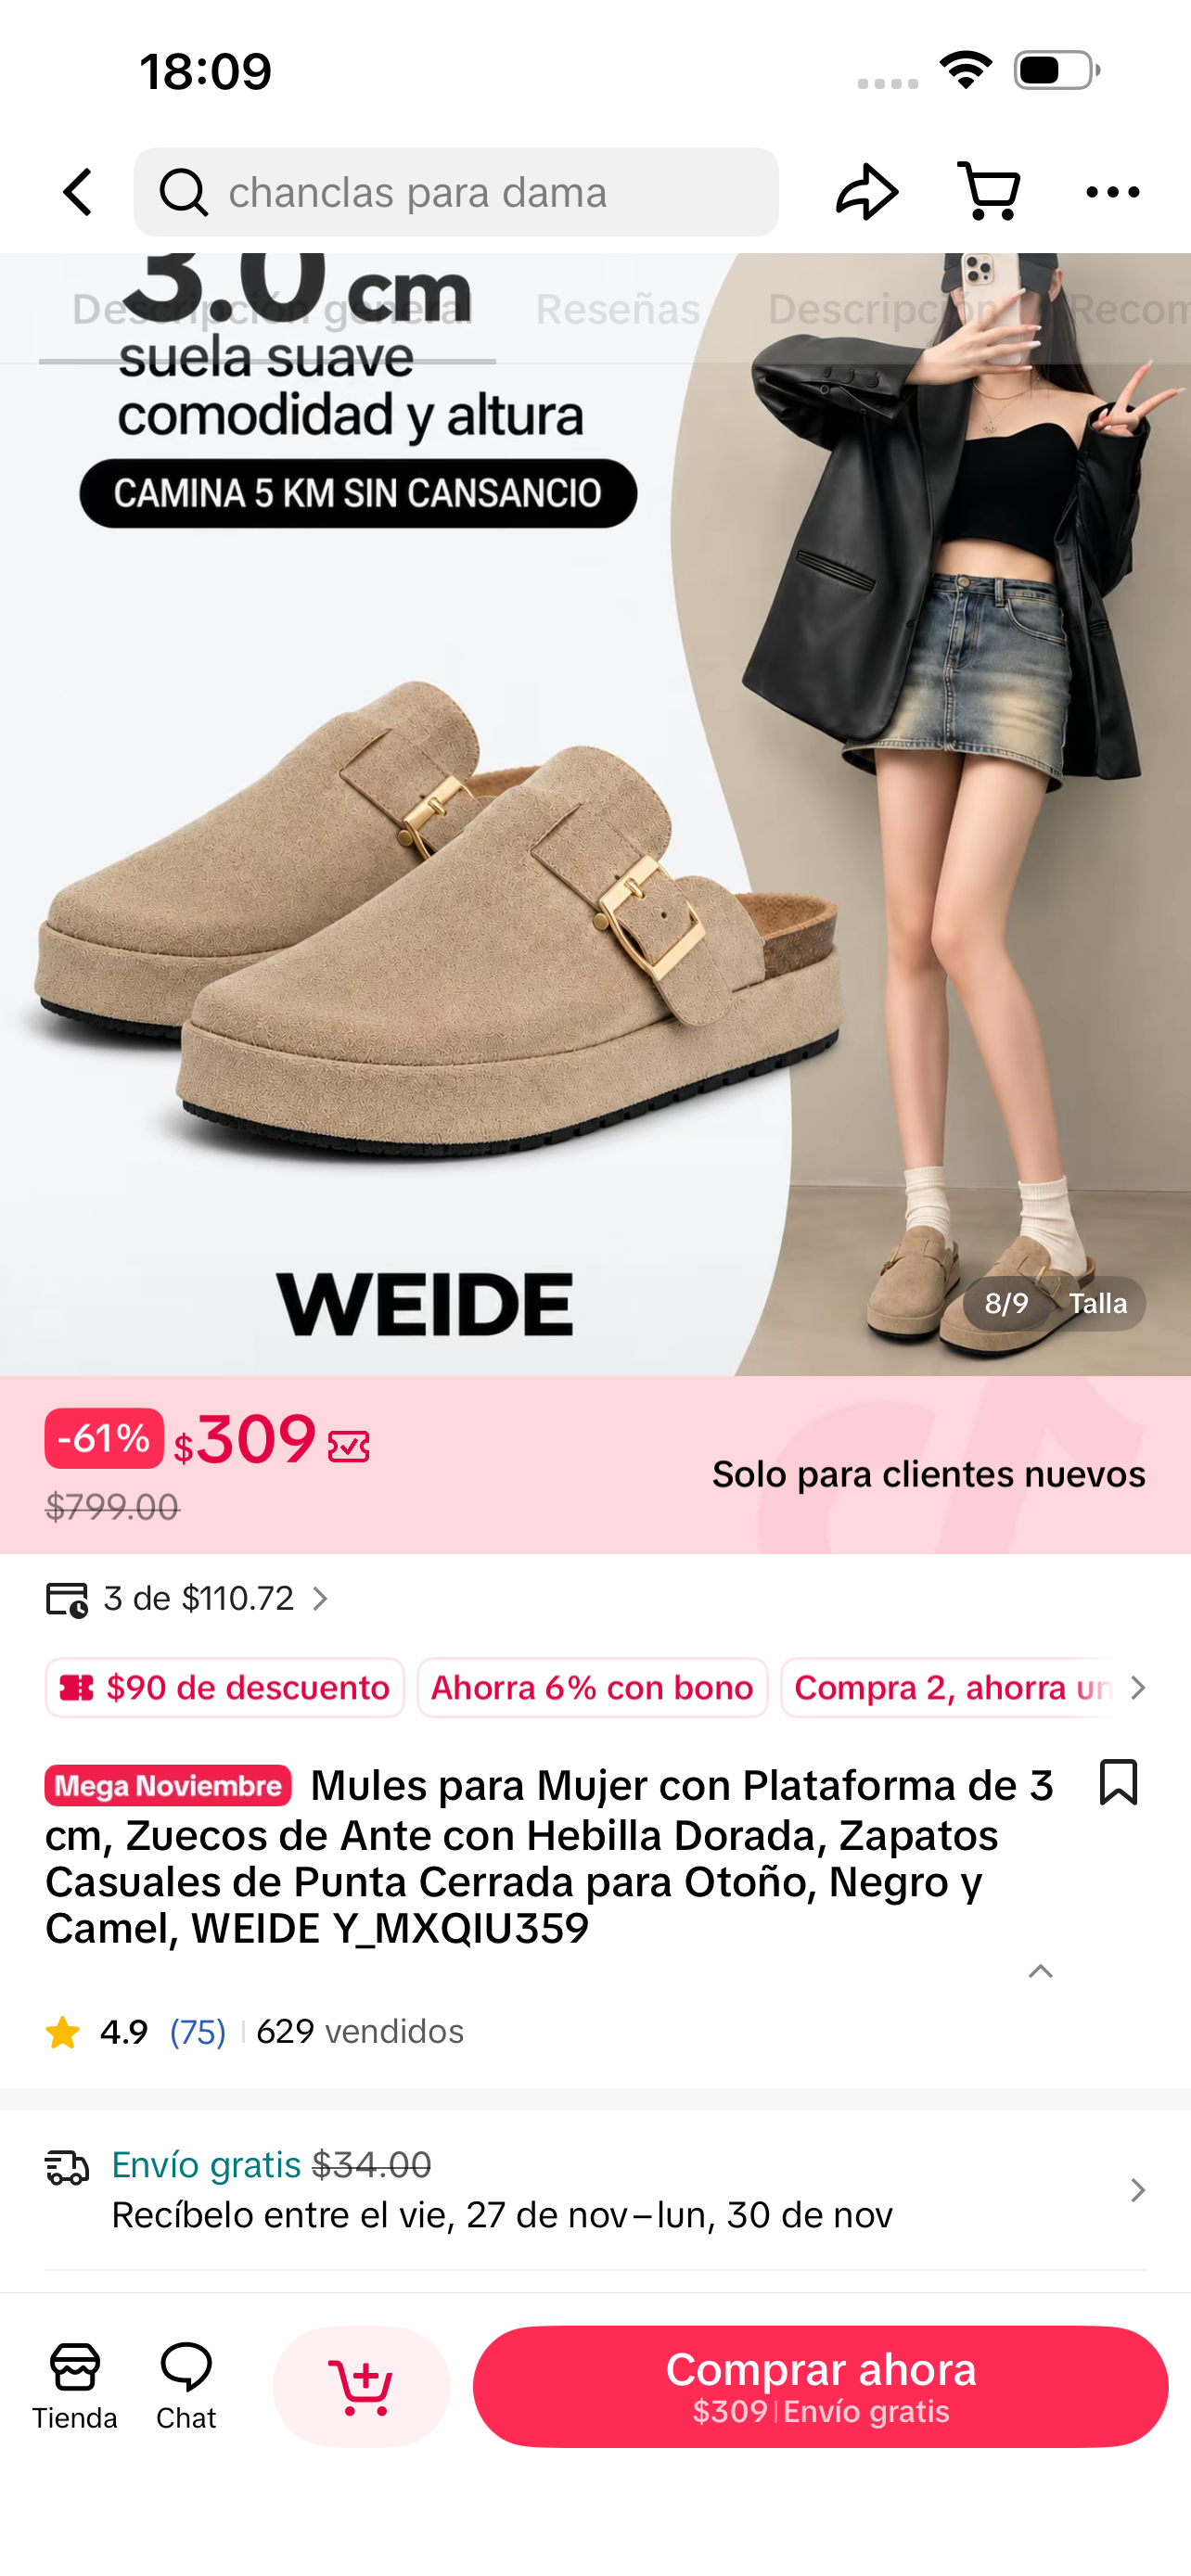 18:09
chanclas para dama
3.0 cm
Descripción general Reseñas Descripción Recom
suela suave
comodidad y altura
CAMINA 5 KM SIN CANSANCIO
WEIDE
8/9 Talla
-61% $309
$799.00
Solo para clientes nuevos
3 de $110.72
$90 de descuento Ahorra 6% con bono Compra 2, ahorra un
Mega Noviembre Mules para Mujer con Plataforma de 3
cm, Zuecos de Ante con Hebilla Dorada, Zapatos
Casuales de Punta Cerrada para Otoño, Negro y
Camel, WEIDE Y_MXQIU359
4.9 (75) 629 vendidos
Envío gratis $34.00
Recíbelo entre el vie, 27 de nov–lun, 30 de nov
Tienda Chat
Comprar ahora
$309 | Envío gratis